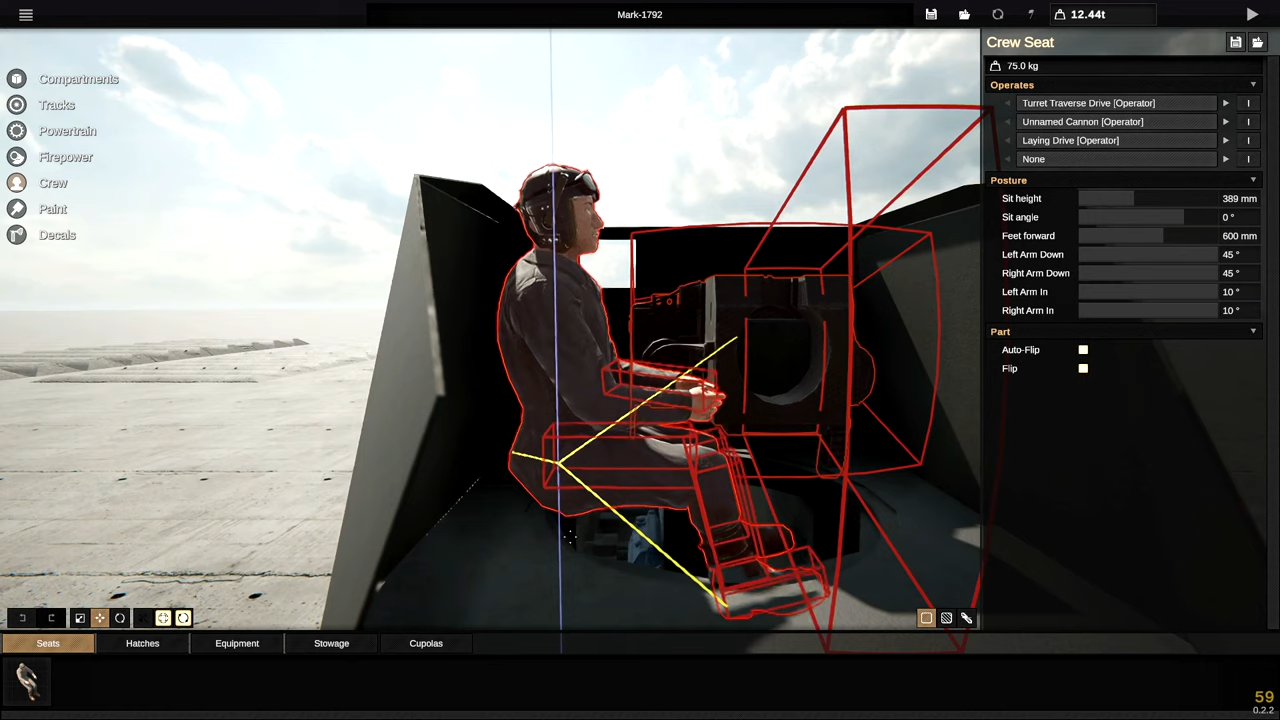 Mark-1792
12.44t
Compartments
Tracks
Powertrain
Firepower
Crew
Paint
Decals
Crew Seat
75.0 kg
Operates
Turret Traverse Drive [Operator]
Unnamed Cannon [Operator]
Laying Drive [Operator]
None
Posture
Sit height 389 mm
Sit angle 0 °
Feet forward 600 mm
Left Arm Down 45 °
Right Arm Down 45 °
Left Arm In 10 °
Right Arm In 10 °
Part
Auto-Flip
Flip
Seats Hatches Equipment Stowage Cupolas
59
0.2.2